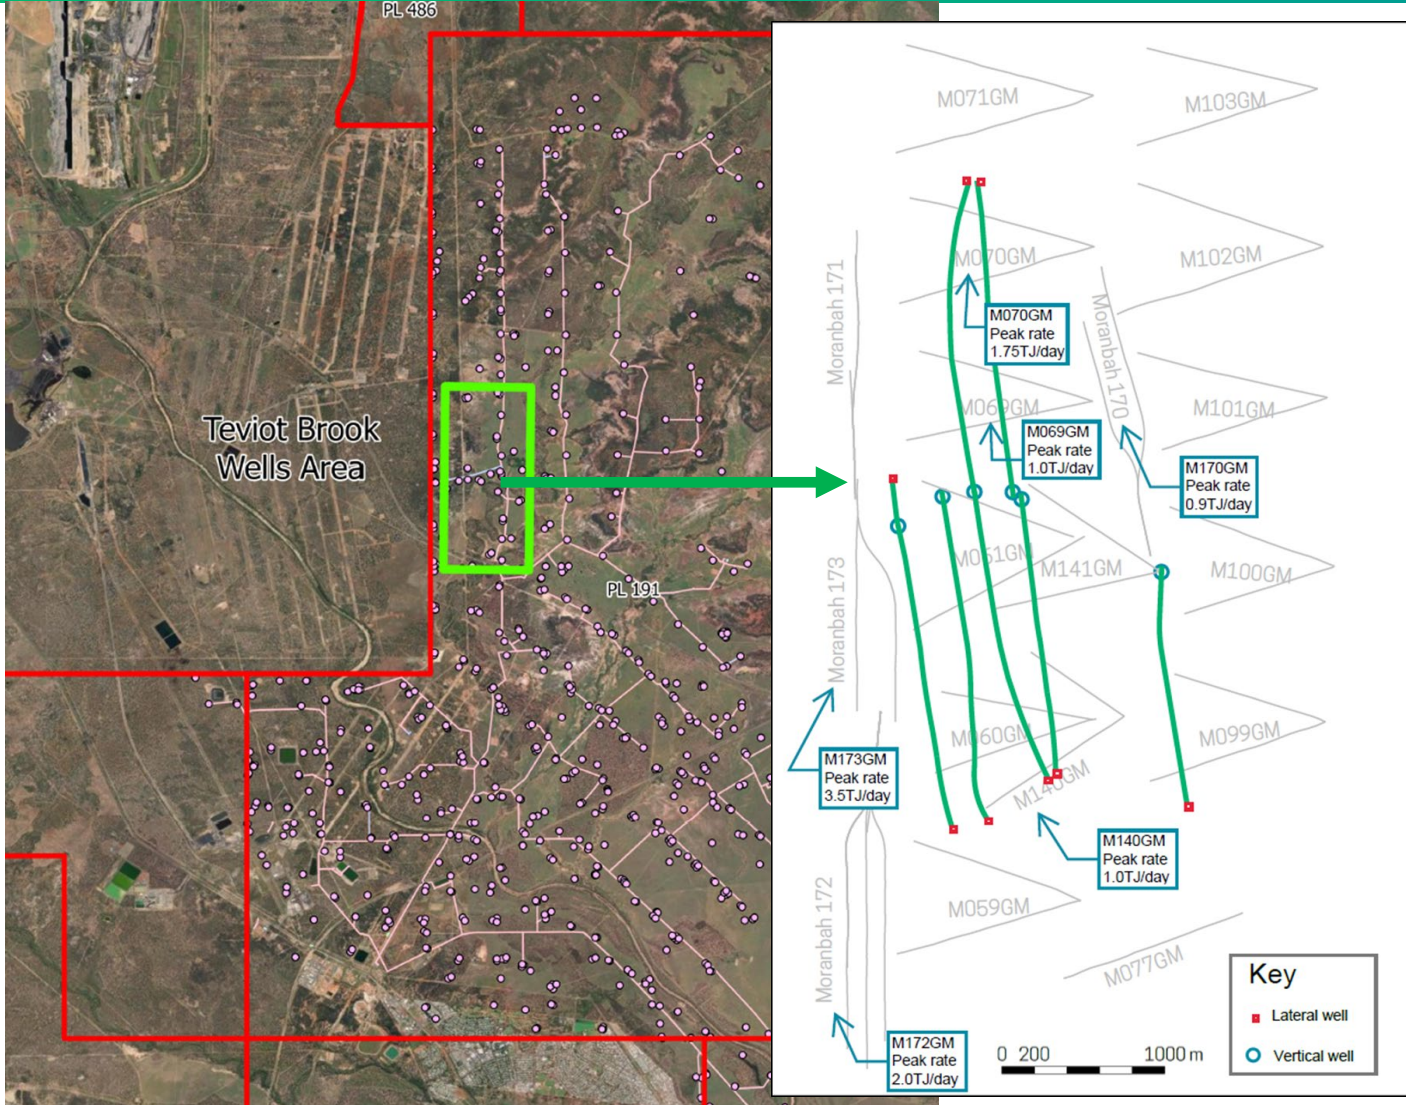 PL 486
Teviot Brook
Wells Area
PL 191
M071GM
M103GM
M070GM
M102GM
Moranbah 171
M070GM
Peak rate
1.75TJ/day
Moranbah 170
M069GM
M101GM
M069GM
Peak rate
1.0TJ/day
M170GM
Peak rate
0.9TJ/day
M061GM
M141GM
M100GM
Moranbah 173
M060GM
M099GM
M173GM
Peak rate
3.5TJ/day
M140GM
M140GM
Peak rate
1.0TJ/day
M059GM
Moranbah 172
M077GM
M172GM
Peak rate
2.0TJ/day
Key
Lateral well
Vertical well
0 200 1000 m